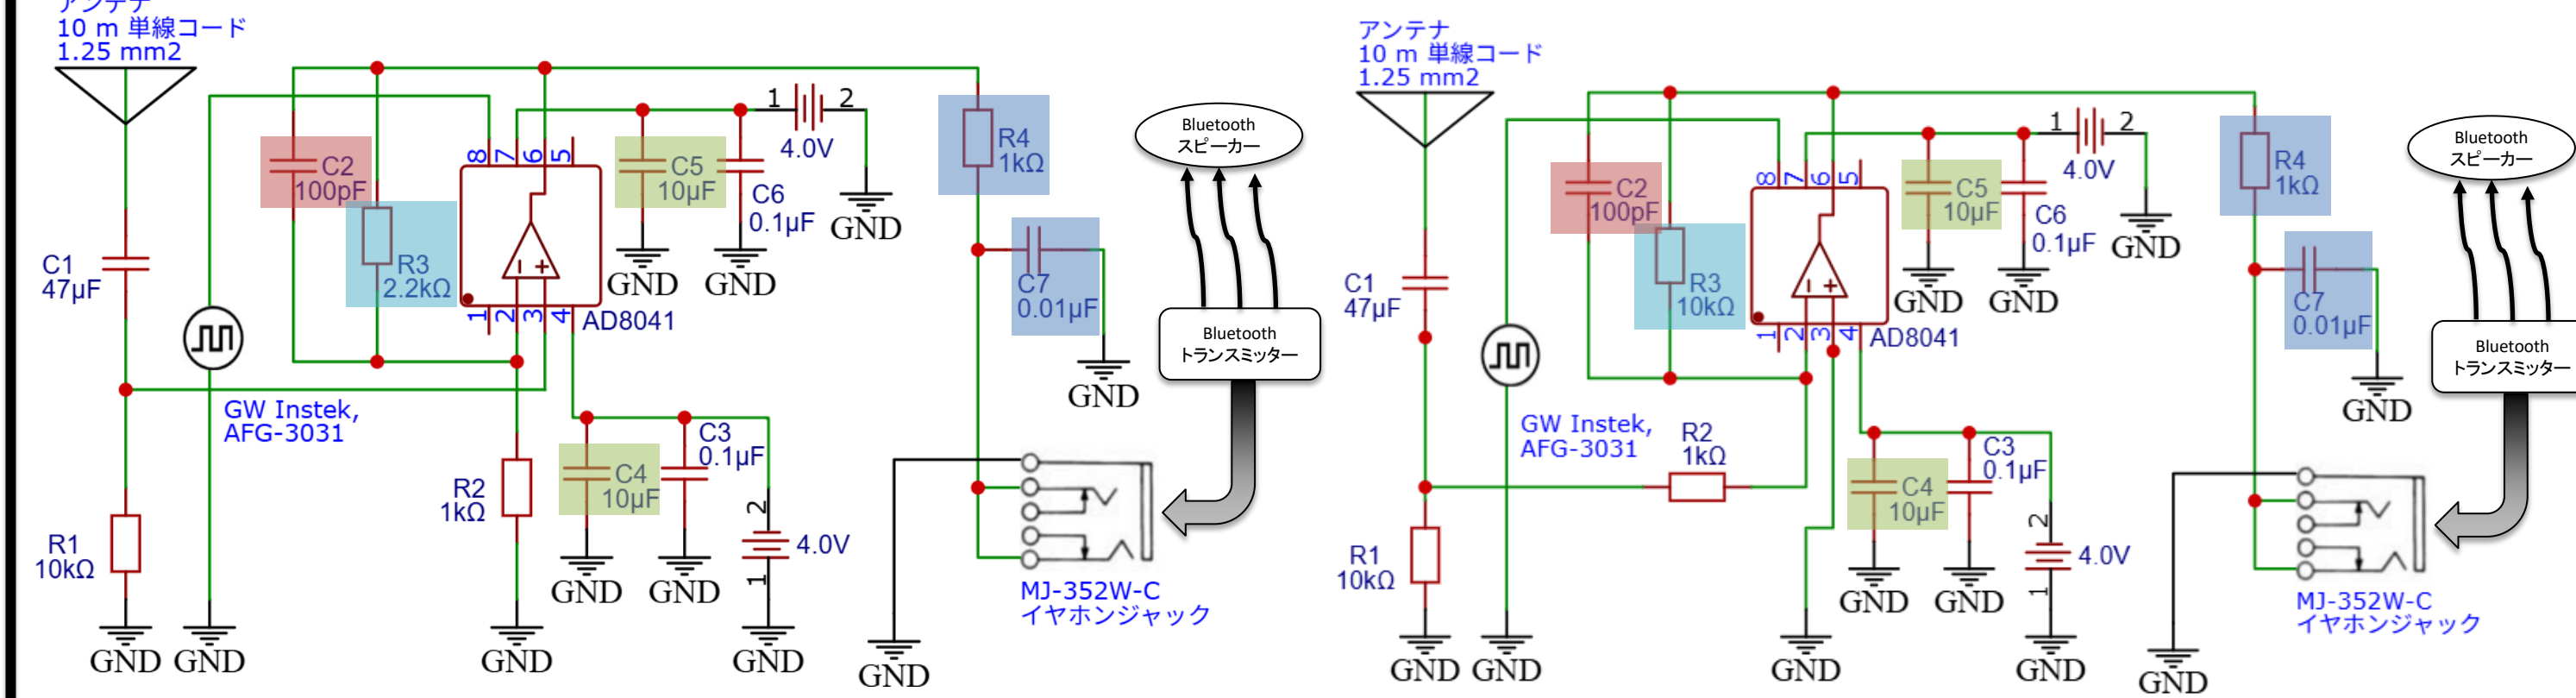 アンテナ
10 m 単線コード
1.25 mm2
C1
47µF
R1
10kΩ
GND
GND
C2
100pF
R3
2.2kΩ
GW Instek,
AFG-3031
8
7
6
5
1
2
3
4
AD8041
R2
1kΩ
GND
C5
10µF
GND
C6
0.1µF
GND
1
2
4.0V
GND
C4
10µF
GND
C3
0.1µF
GND
2
4.0V
1
GND
R4
1kΩ
C7
0.01µF
GND
GND
MJ-352W-C
イヤホンジャック
Bluetooth
スピーカー
Bluetooth
トランスミッター
アンテナ
10 m 単線コード
1.25 mm2
C1
47µF
R1
10kΩ
GND
GND
C2
100pF
R3
10kΩ
GW Instek,
AFG-3031
R2
1kΩ
8
7
6
5
1
2
3
4
AD8041
GND
C5
10µF
GND
C6
0.1µF
GND
1
2
4.0V
GND
C4
10µF
GND
C3
0.1µF
GND
2
4.0V
1
GND
R4
1kΩ
C7
0.01µF
GND
GND
MJ-352W-C
イヤホンジャック
Bluetooth
スピーカー
Bluetooth
トランスミッター